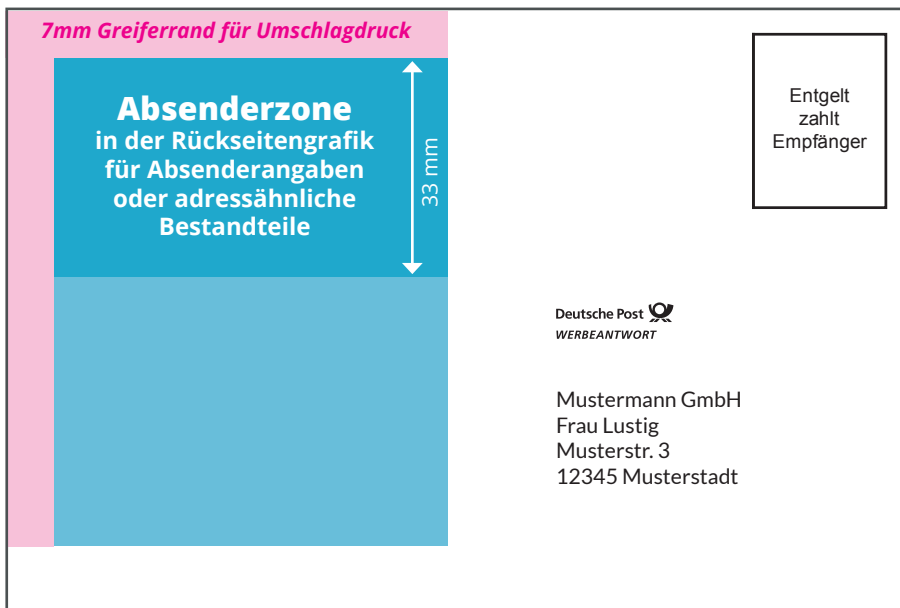 7mm Greiferrand für Umschlagdruck
Absenderzone
in der Rückseitengrafik
für Absenderangaben
oder adressähnliche
Bestandteile
33 mm
Entgelt
zahlt
Empfänger
Deutsche Post
WERBEANTWORT
Mustermann GmbH
Frau Lustig
Musterstr. 3
12345 Musterstadt